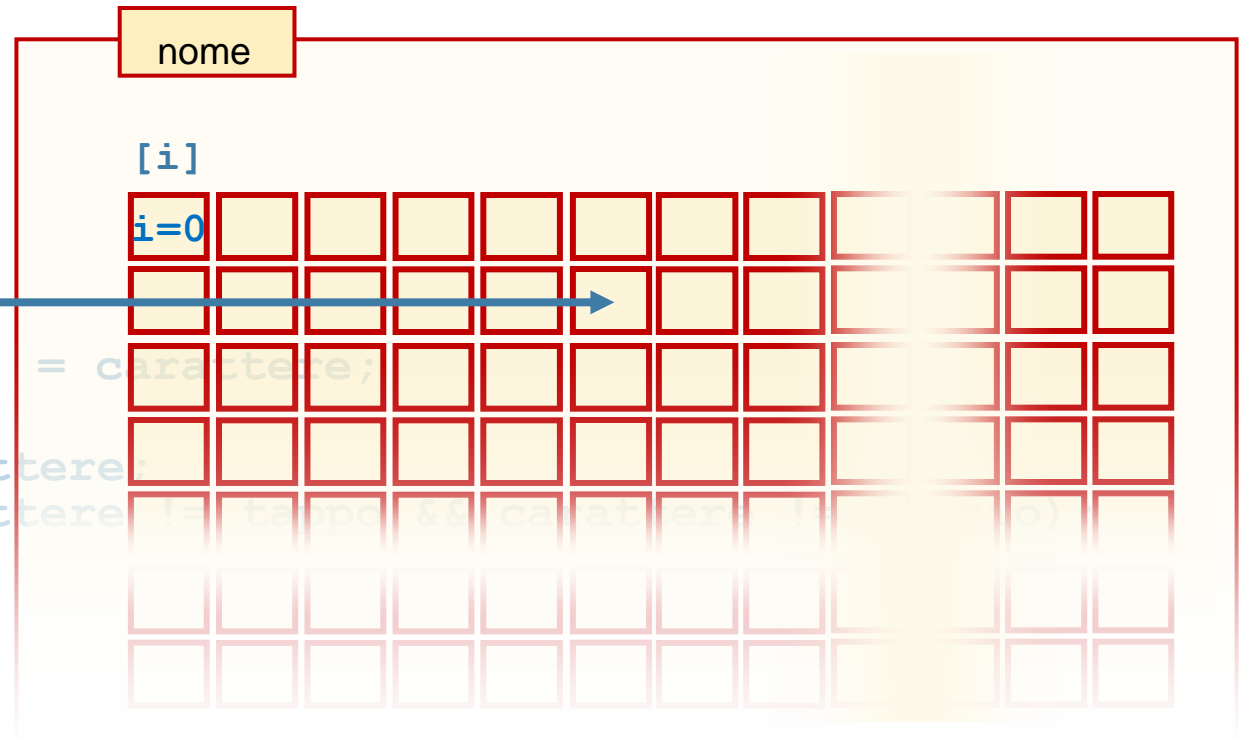 nome
[i]
i=0
= carattere;
ttere;
ttere != tappo && carattere !=